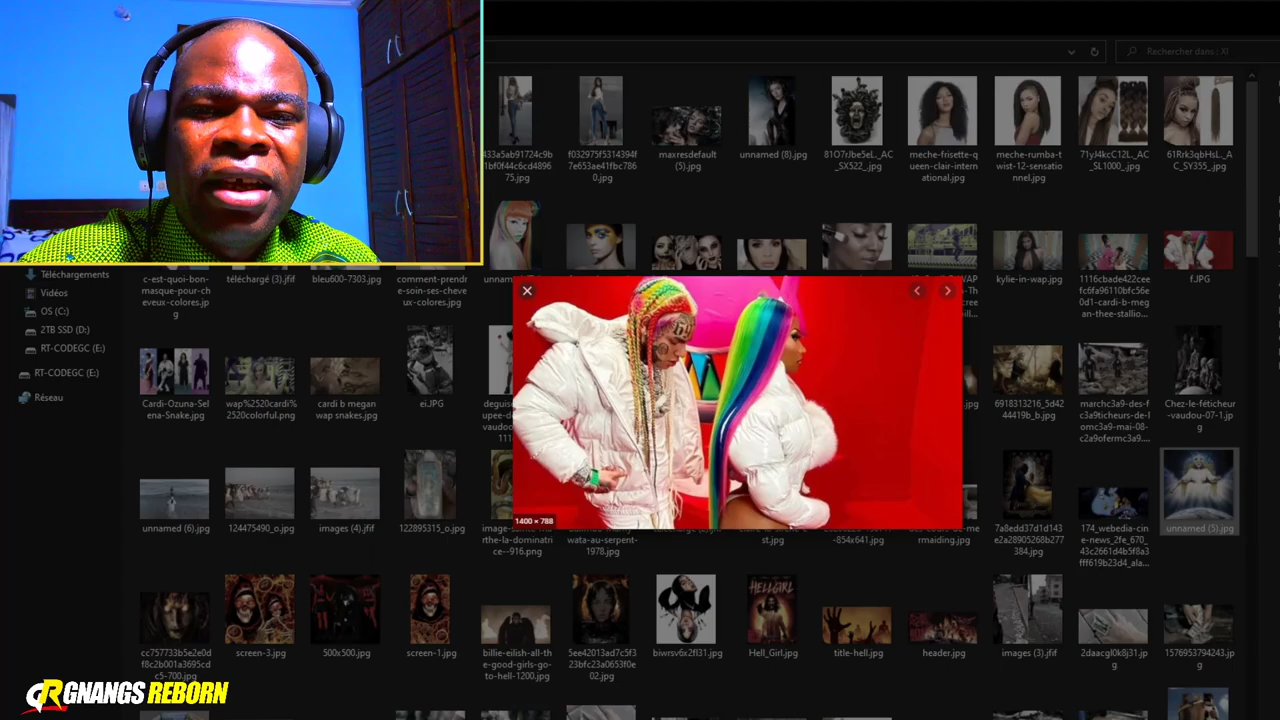 Rechercher dans : XI
433a5ab91724c9b
1bf0f44c6cd4896
75.jpg
f032975f5314394f
7e653ae41fbc786
0.jpg
maxresdefault
(5).jpg
unnamed (8).jpg
81O7rJbe5eL._AC
_SX522_.jpg
meche-frisette-q
ueen-clair-intern
ational.jpg
meche-rumba-t
wist-12-sensatio
nnel.jpg
71yJ4kcC12L._AC
_SL1000_.jpg
61Rrk3qbHsL._A
C_SY355_.jpg
Téléchargements
Vidéos
OS (C:)
2TB SSD (D:)
RT-CODEGC (E:)
RT-CODEGC (E:)
Réseau
c-est-quoi-bon-
masque-pour-ch
eveux-colores.jp
g
téléchargé (3).jfif
bleu600-7303.jpg
comment-prendr
e-soin-ses-cheve
ux-colores.jpg
kylie-in-wap.jpg
1116cbade422cee
fc6fa96110bfc56e
0d1-cardi-b-meg
an-thee-stallio...
f.JPG
1400 × 788
Cardi-Ozuna-Sel
ena-Snake.jpg
wap%2520cardi%
2520colorful.png
cardi b megan
wap snakes.jpg
eiJPG
6918313216_5d42
44419b_b.jpg
marchc3a9-des-f
c3a9ticheurs-de-l
omc3a9-mai-08-
c2a9ofermc3a9....
Chez-le-féticheur
-vaudou-07-1.jp
g
unnamed (6).jpg
124475490_o.jpg
images (4).jfif
122895315_o.jpg
rthe-la-dominatri
ce--916.png
wata-au-serpent-
1978.jpg
-854x641.jpg
rmaiding.jpg
7a8edd37d1d143
e2a28905268b277
384.jpg
174_webedia-cin
e-news_2fe_670_
43c2661d4b5f8a3
fff619b23d4_ala...
unnamed (5).jpg
cc757733b5e2e0d
f8c2b001a3695cd
c5-700.jpg
screen-3.jpg
500x500.jpg
screen-1.jpg
billie-eilish-all-th
e-good-girls-go-
to-hell-1200.jpg
5ee42013ad7c5f3
23bfc23a0653f0e
02.jpg
biwrsv6x2fl31.jpg
Hell_Girl.jpg
title-hell.jpg
header.jpg
images (3).jfif
2daacgl0k8j31.jp
g
1576953794243.jp
g
HELLGIRL
GR GNANGS REBORN